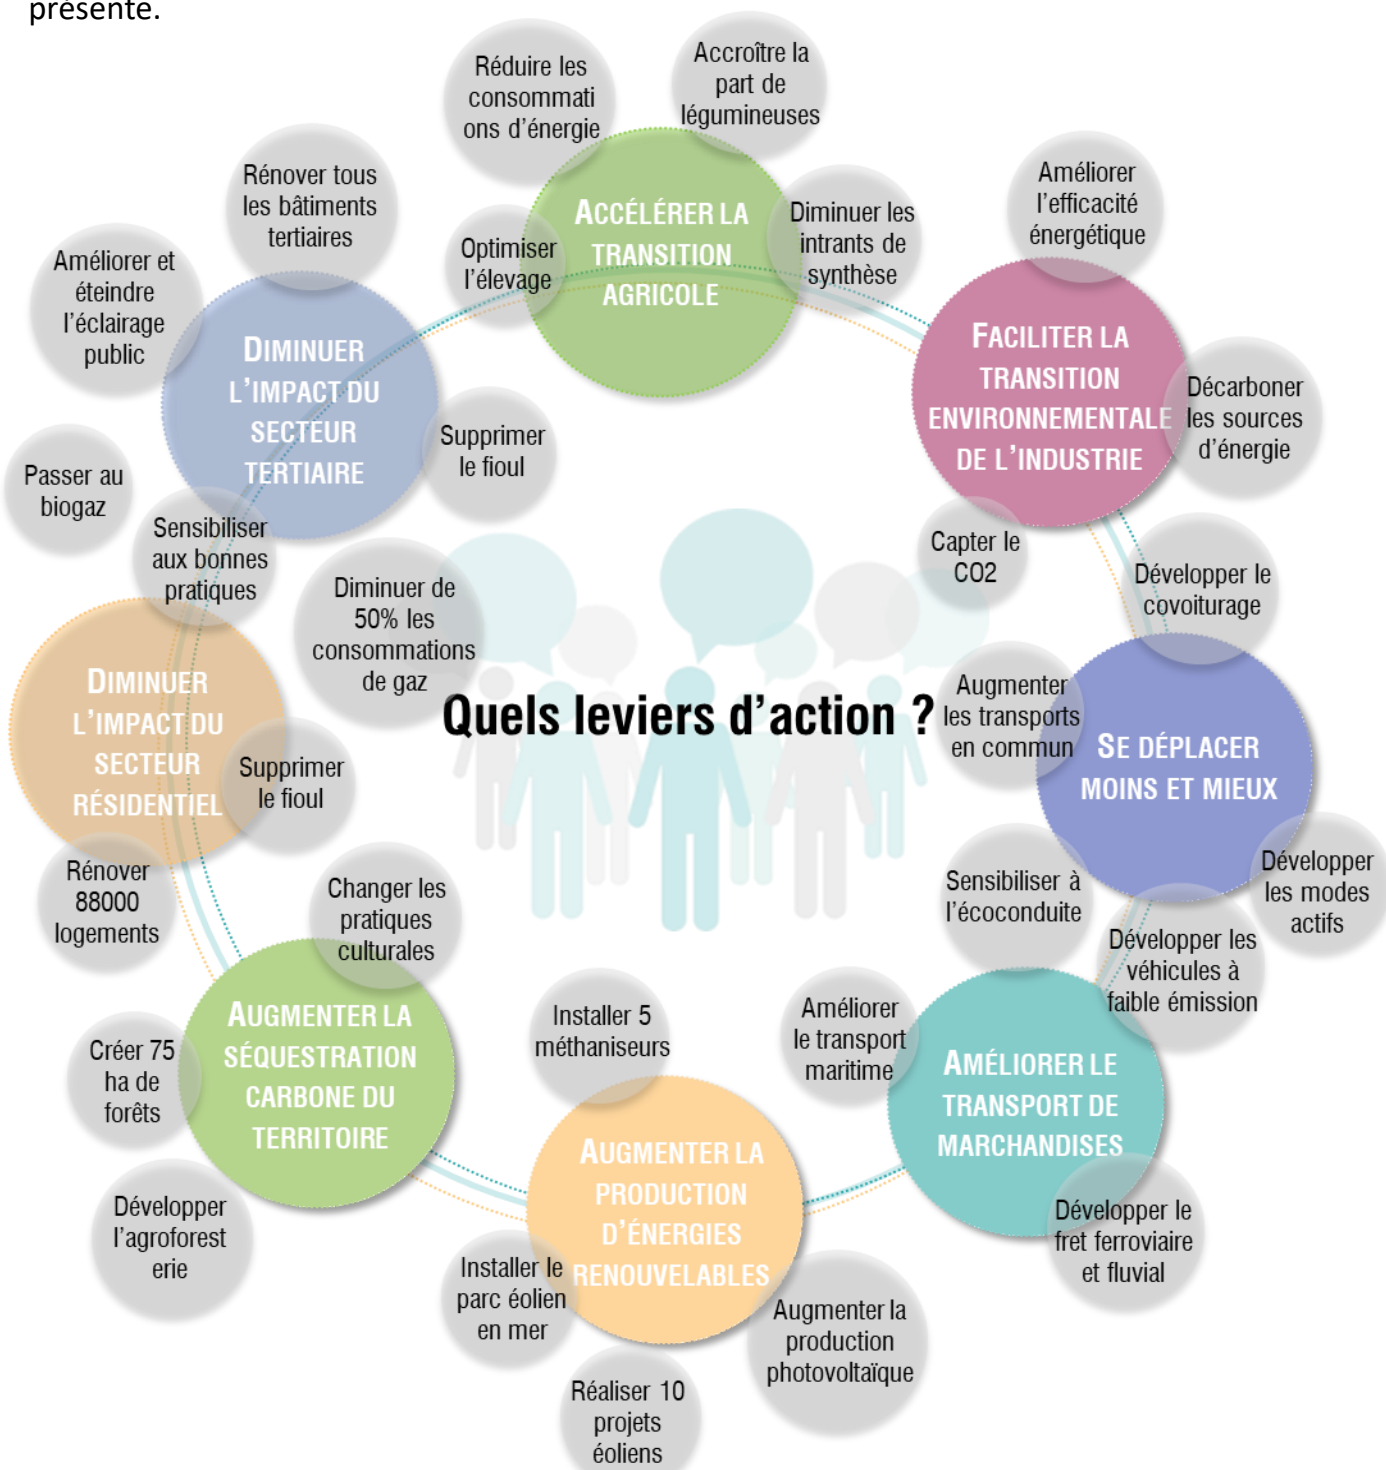 présente.
Réduire les
consommati
ons d'énergie
Accroître la
part de
légumineuses
Optimiser
l'élevage
ACCÉLÉRER LA
TRANSITION
AGRICOLE
Diminuer les
intrants de
synthèse
Améliorer
l'efficacité
énergétique
FACILITER LA
TRANSITION
ENVIRONNEMENTALE
DE L'INDUSTRIE
Décarboner
les sources
d'énergie
Capter le
CO2
Développer le
covoiturage
Augmenter
les transports
en commun
SE DÉPLACER
MOINS ET MIEUX
Développer
les modes
actifs
Sensibiliser à
l'écoconduite
Développer les
véhicules à
faible émission
Améliorer
le transport
maritime
AMÉLIORER LE
TRANSPORT DE
MARCHANDISES
Développer le
fret ferroviaire
et fluvial
Installer 5
méthaniseurs
AUGMENTER LA
PRODUCTION
D'ÉNERGIES
RENOUVELABLES
Installer le
parc éolien
en mer
Réaliser 10
projets
éoliens
Augmenter la
production
photovoltaïque
Changer les
pratiques
culturales
AUGMENTER LA
SÉQUESTRATION
CARBONE DU
TERRITOIRE
Créer 75
ha de
forêts
Développer
l'agroforest
erie
DIMINUER
L'IMPACT DU
SECTEUR
RÉSIDENTIEL
Supprimer
le fioul
Rénover
88000
logements
Passer au
biogaz
Sensibiliser
aux bonnes
pratiques
Diminuer de
50% les
consommations
de gaz
Rénover tous
les bâtiments
tertiaires
Améliorer et
éteindre
l'éclairage
public
DIMINUER
L'IMPACT DU
SECTEUR
TERTIAIRE
Supprimer
le fioul
Quels leviers d'action ?